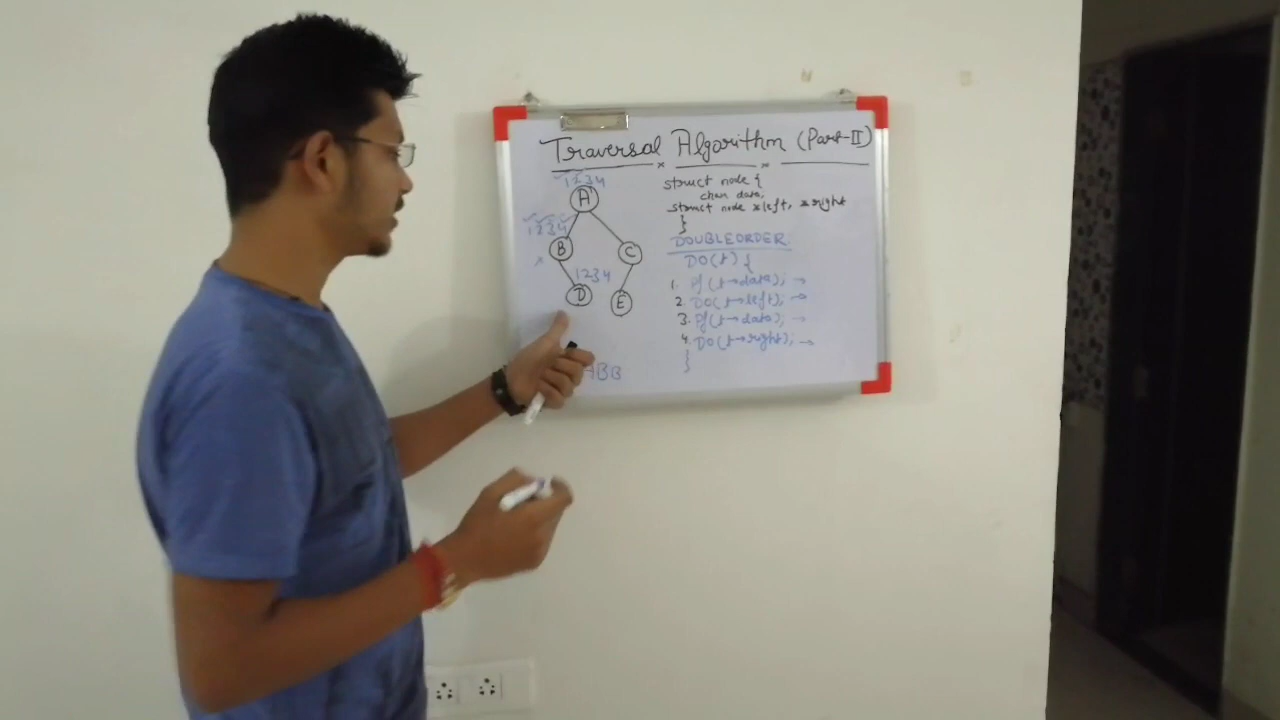 Traversal Algorithm (Part-II)
1234
A
1234
B
C
1234
D
E
ABB
struct node {
char data;
struct node *left, *right
}
DOUBLEORDER:
DO(t) {
1. Pf(t→data); →
2. DO(t→left); →
3. Pf(t→data); →
4. DO(t→right); →
}